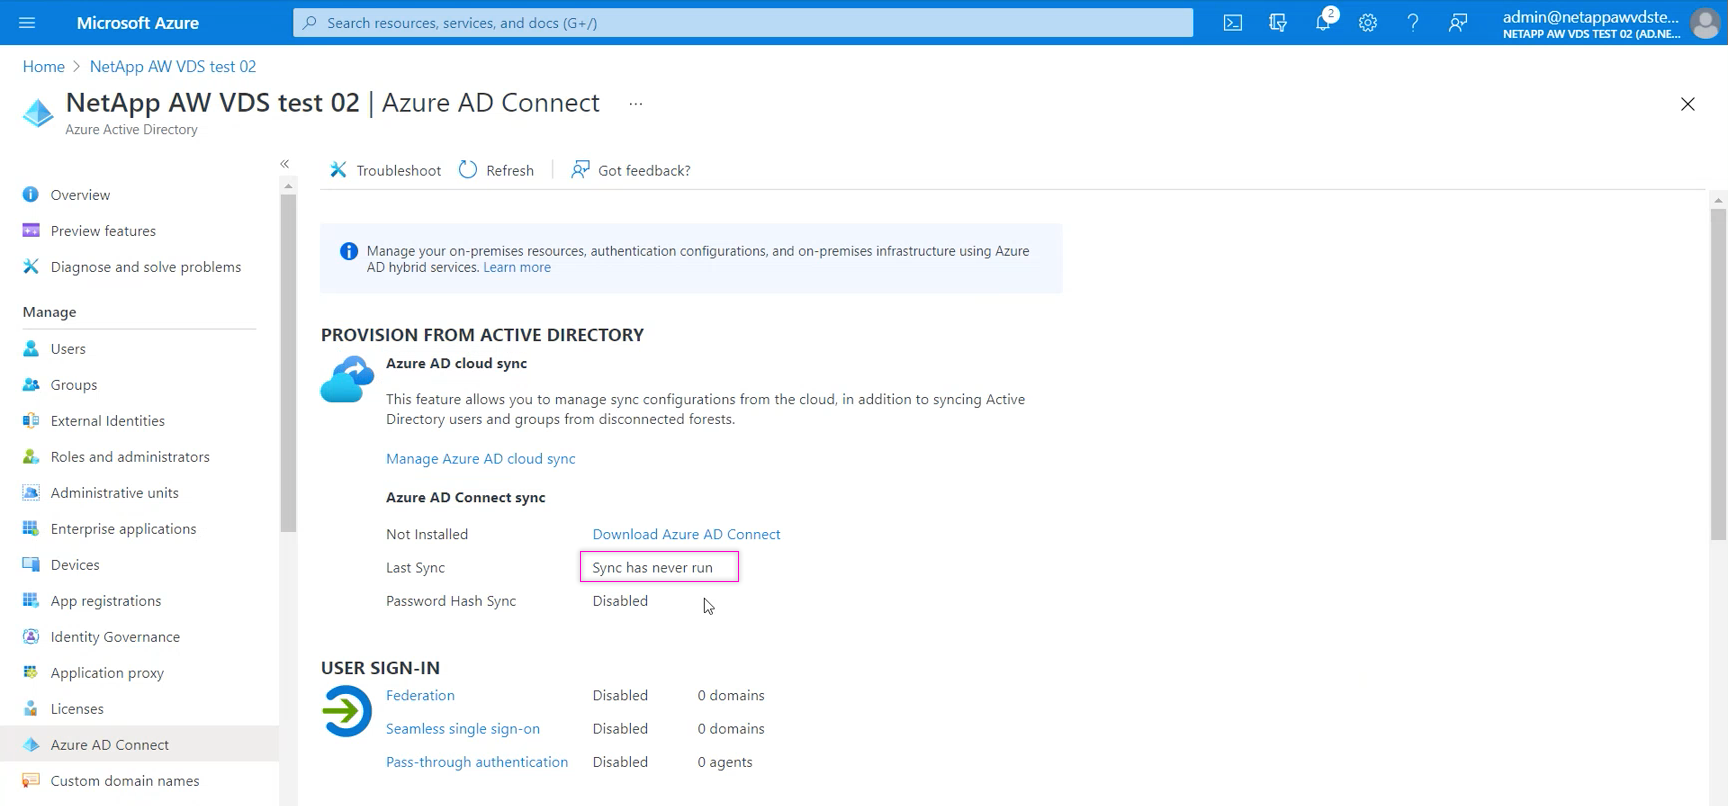 Microsoft Azure
Search resources, services, and docs (G+/)
2
admin@netappawvdste...
NETAPP AW VDS TEST 02 (AD.NE...
Home > NetApp AW VDS test 02
NetApp AW VDS test 02 | Azure AD Connect ...
Azure Active Directory
«
Troubleshoot Refresh Got feedback?
Overview
Preview features
Diagnose and solve problems
Manage
Users
Groups
External Identities
Roles and administrators
Administrative units
Enterprise applications
Devices
App registrations
Identity Governance
Application proxy
Licenses
Azure AD Connect
Custom domain names
Manage your on-premises resources, authentication configurations, and on-premises infrastructure using Azure
AD hybrid services. Learn more
PROVISION FROM ACTIVE DIRECTORY
Azure AD cloud sync
This feature allows you to manage sync configurations from the cloud, in addition to syncing Active
Directory users and groups from disconnected forests.
Manage Azure AD cloud sync
Azure AD Connect sync
Not Installed Download Azure AD Connect
Last Sync Sync has never run
Password Hash Sync Disabled
USER SIGN-IN
Federation Disabled 0 domains
Seamless single sign-on Disabled 0 domains
Pass-through authentication Disabled 0 agents